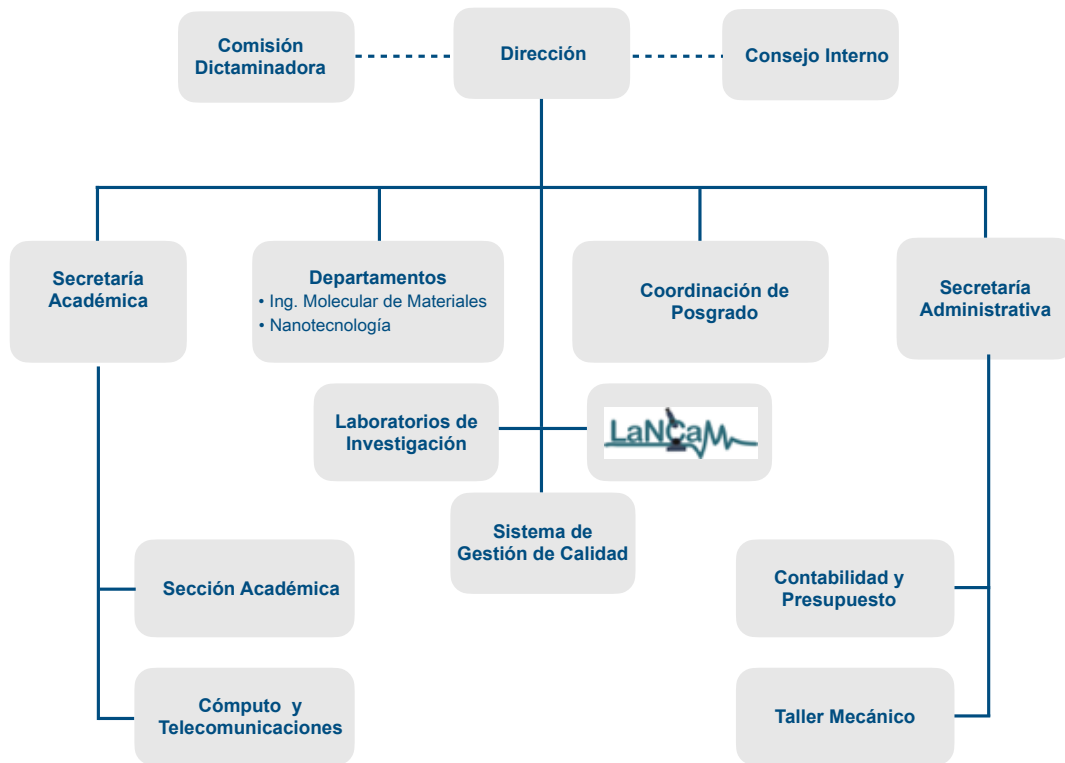 Comisión
Dictaminadora
Dirección
Consejo Interno
Secretaría
Académica
Departamentos
• Ing. Molecular de Materiales
• Nanotecnología
Coordinación de
Posgrado
Secretaría
Administrativa
Laboratorios de
Investigación
LaNCaM
Sistema de
Gestión de Calidad
Sección Académica
Contabilidad y
Presupuesto
Cómputo y
Telecomunicaciones
Taller Mecánico